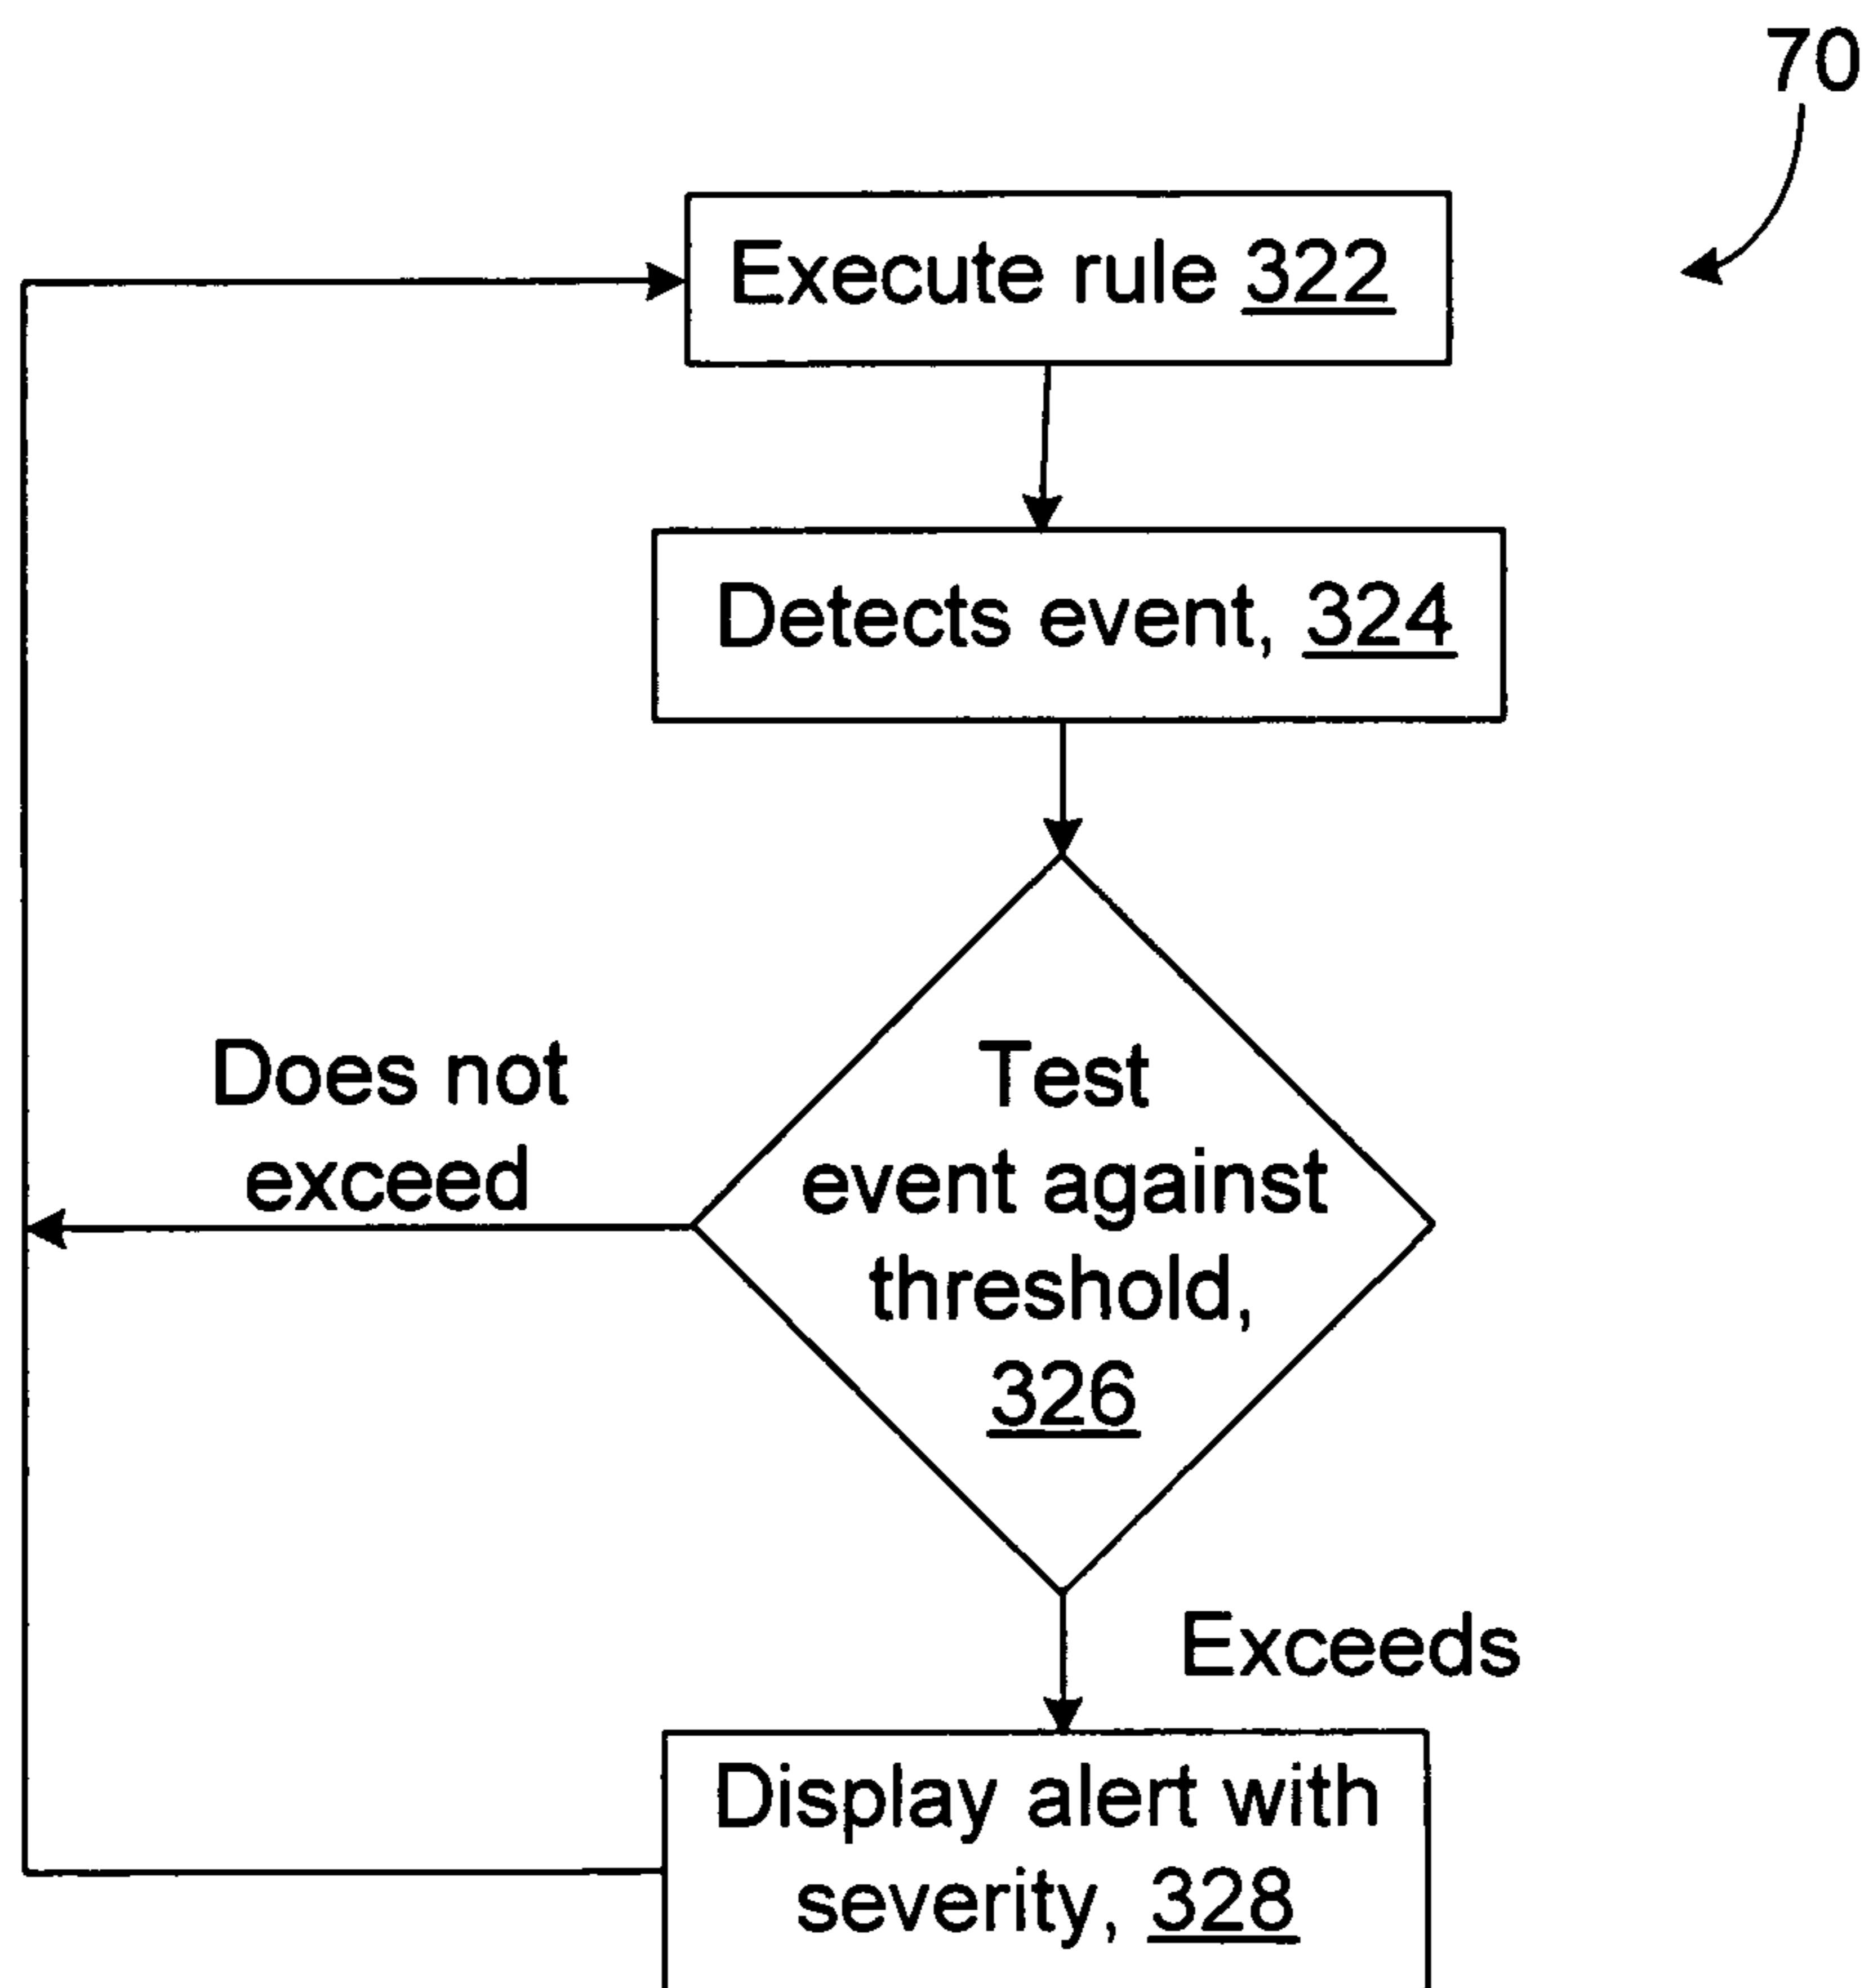 70
Execute rule 322
Detects event, 324
Test
event against
threshold,
326
Does not
exceed
Exceeds
Display alert with
severity, 328